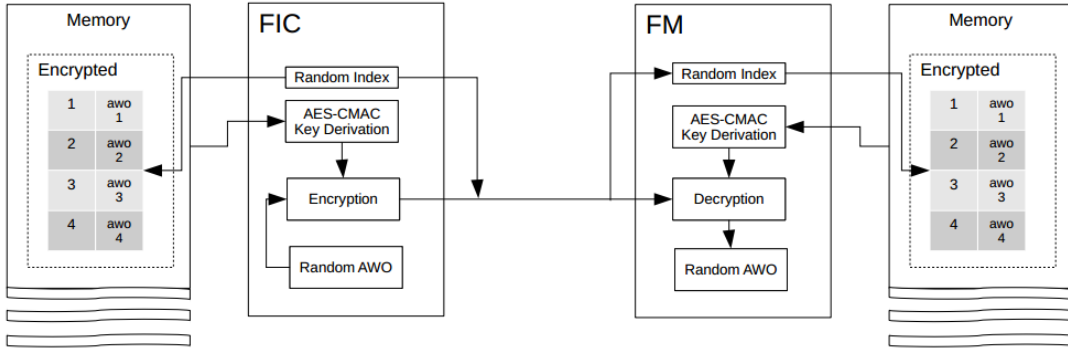 Memory
Encrypted
1 awo 1
2 awo 2
3 awo 3
4 awo 4
FIC
Random Index
AES-CMAC
Key Derivation
Encryption
Random AWO
FM
Random Index
AES-CMAC
Key Derivation
Decryption
Random AWO
Memory
Encrypted
1 awo 1
2 awo 2
3 awo 3
4 awo 4